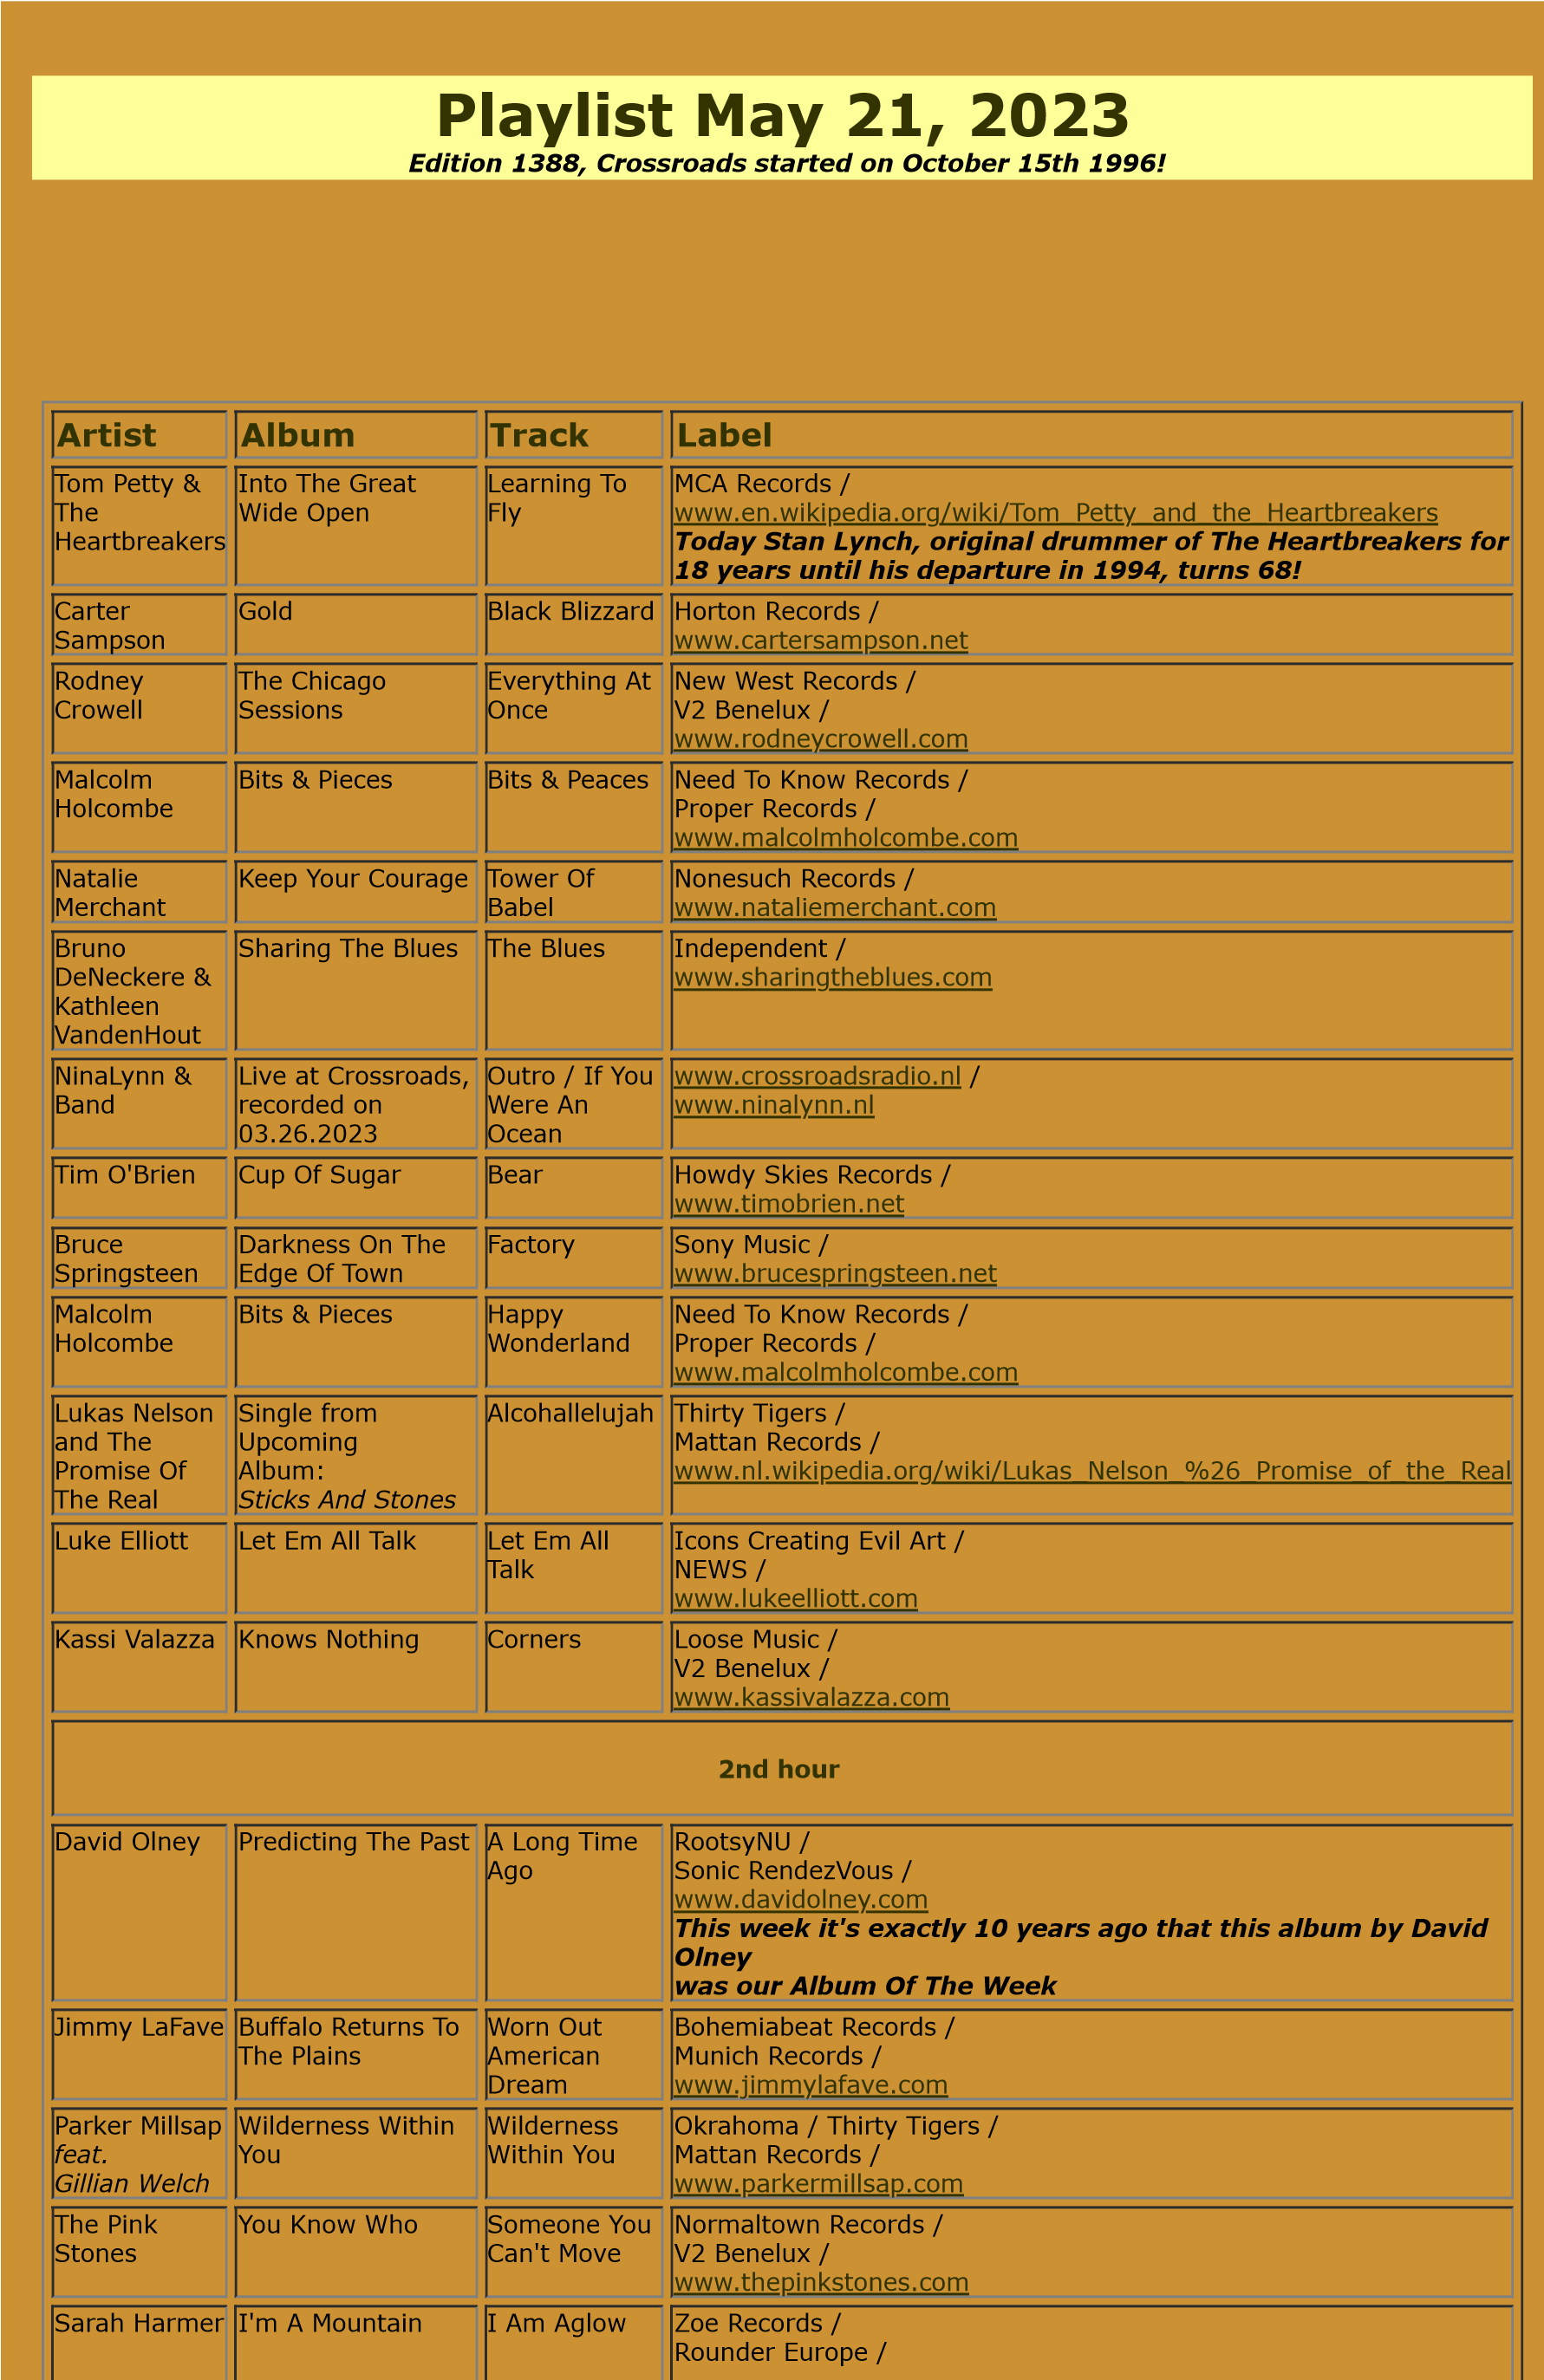 Playlist May 21, 2023
Edition 1388, Crossroads started on October 15th 1996!
Artist
Album
Track
Label
Tom Petty &
The
Heartbreakers
Into The Great
Wide Open
Learning To
Fly
MCA Records /
www.en.wikipedia.org/wiki/Tom_Petty_and_the_Heartbreakers
Today Stan Lynch, original drummer of The Heartbreakers for
18 years until his departure in 1994, turns 68!
Carter
Sampson
Gold
Black Blizzard
Horton Records /
www.cartersampson.net
Rodney
Crowell
The Chicago
Sessions
Everything At
Once
New West Records /
V2 Benelux /
www.rodneycrowell.com
Malcolm
Holcombe
Bits & Pieces
Bits & Peaces
Need To Know Records /
Proper Records /
www.malcolmholcombe.com
Natalie
Merchant
Keep Your Courage
Tower Of
Babel
Nonesuch Records /
www.nataliemerchant.com
Bruno
DeNeckere &
Kathleen
VandenHout
Sharing The Blues
The Blues
Independent /
www.sharingtheblues.com
NinaLynn &
Band
Live at Crossroads,
recorded on
03.26.2023
Outro / If You
Were An
Ocean
www.crossroadsradio.nl /
www.ninalynn.nl
Tim O'Brien
Cup Of Sugar
Bear
Howdy Skies Records /
www.timobrien.net
Bruce
Springsteen
Darkness On The
Edge Of Town
Factory
Sony Music /
www.brucespringsteen.net
Malcolm
Holcombe
Bits & Pieces
Happy
Wonderland
Need To Know Records /
Proper Records /
www.malcolmholcombe.com
Lukas Nelson
and The
Promise Of
The Real
Single from
Upcoming
Album:
Sticks And Stones
Alcohallelujah
Thirty Tigers /
Mattan Records /
www.nl.wikipedia.org/wiki/Lukas_Nelson_%26_Promise_of_the_Real
Luke Elliott
Let Em All Talk
Let Em All
Talk
Icons Creating Evil Art /
NEWS /
www.lukeelliott.com
Kassi Valazza
Knows Nothing
Corners
Loose Music /
V2 Benelux /
www.kassivalazza.com
2nd hour
David Olney
Predicting The Past
A Long Time
Ago
RootsyNU /
Sonic RendezVous /
www.davidolney.com
This week it's exactly 10 years ago that this album by David
Olney
was our Album Of The Week
Jimmy LaFave
Buffalo Returns To
The Plains
Worn Out
American
Dream
Bohemiabeat Records /
Munich Records /
www.jimmylafave.com
Parker Millsap
feat.
Gillian Welch
Wilderness Within
You
Wilderness
Within You
Okrahoma / Thirty Tigers /
Mattan Records /
www.parkermillsap.com
The Pink
Stones
You Know Who
Someone You
Can't Move
Normaltown Records /
V2 Benelux /
www.thepinkstones.com
Sarah Harmer
I'm A Mountain
I Am Aglow
Zoe Records /
Rounder Europe /